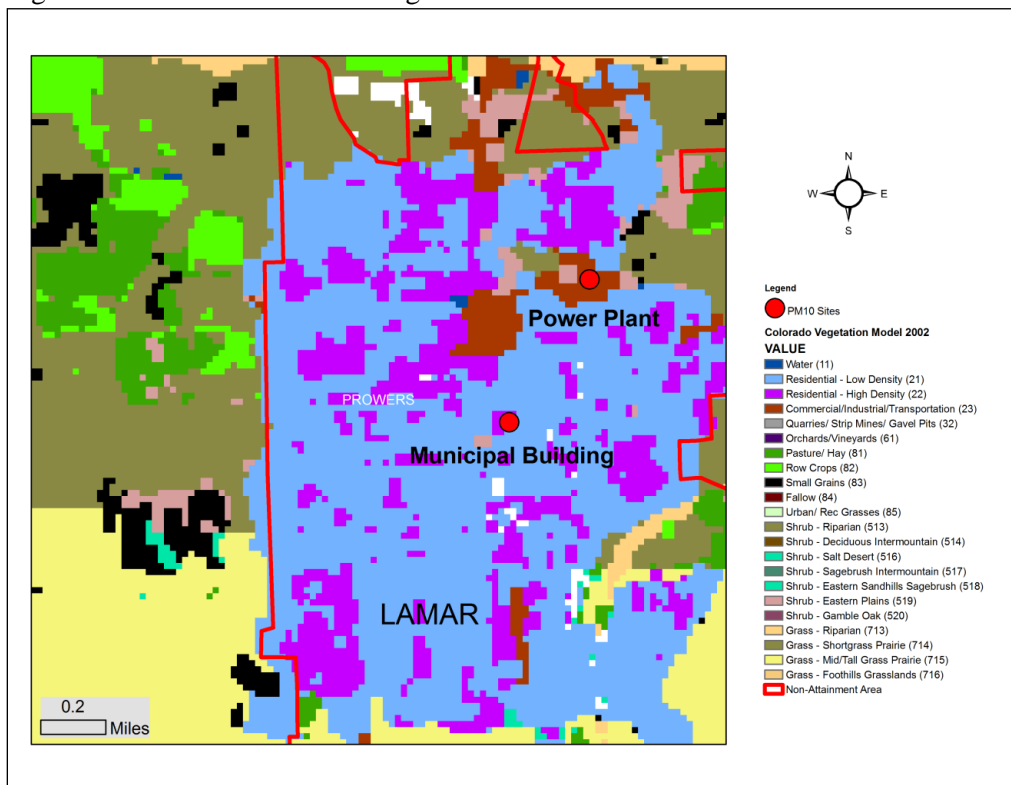 N
W
E
S
Power Plant
PROWERS
Municipal Building
LAMAR
0.2
Miles
Legend
PM10 Sites
Colorado Vegetation Model 2002
VALUE
Water (11)
Residential - Low Density (21)
Residential - High Density (22)
Commercial/Industrial/Transportation (23)
Quarries/ Strip Mines/ Gavel Pits (32)
Orchards/Vineyards (61)
Pasture/ Hay (81)
Row Crops (82)
Small Grains (83)
Fallow (84)
Urban/ Rec Grasses (85)
Shrub - Riparian (513)
Shrub - Deciduous Intermountain (514)
Shrub - Salt Desert (516)
Shrub - Sagebrush Intermountain (517)
Shrub - Eastern Sandhills Sagebrush (518)
Shrub - Eastern Plains (519)
Shrub - Gamble Oak (520)
Grass - Riparian (713)
Grass - Shortgrass Prairie (714)
Grass - Mid/Tall Grass Prairie (715)
Grass - Foothills Grasslands (716)
Non-Attainment Area